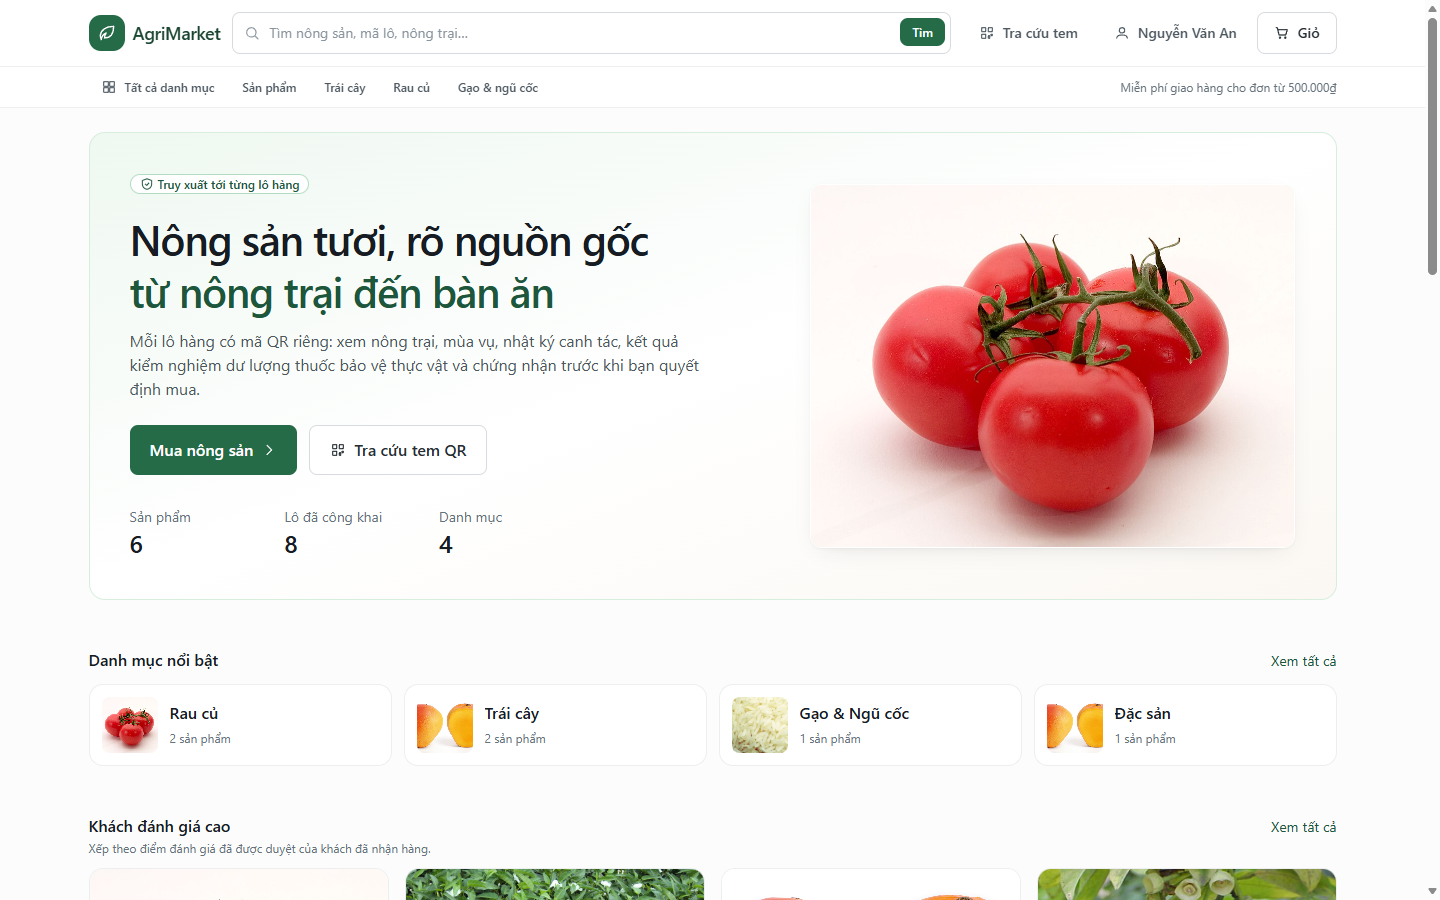 AgriMarket
Tìm nông sản, mã lô, nông trại...
Tìm
Tra cứu tem
Nguyễn Văn An
Giỏ
Tất cả danh mục
Sản phẩm
Trái cây
Rau củ
Gạo & ngũ cốc
Miễn phí giao hàng cho đơn từ 500.000₫
Truy xuất tới từng lô hàng
Nông sản tươi, rõ nguồn gốc
từ nông trại đến bàn ăn
Mỗi lô hàng có mã QR riêng: xem nông trại, mùa vụ, nhật ký canh tác, kết quả
kiểm nghiệm dư lượng thuốc bảo vệ thực vật và chứng nhận trước khi bạn quyết
định mua.
Mua nông sản
Tra cứu tem QR
Sản phẩm
6
Lô đã công khai
8
Danh mục
4
Danh mục nổi bật
Xem tất cả
Rau củ
2 sản phẩm
Trái cây
2 sản phẩm
Gạo & Ngũ cốc
1 sản phẩm
Đặc sản
1 sản phẩm
Khách đánh giá cao
Xem tất cả
Xếp theo điểm đánh giá đã được duyệt của khách đã nhận hàng.